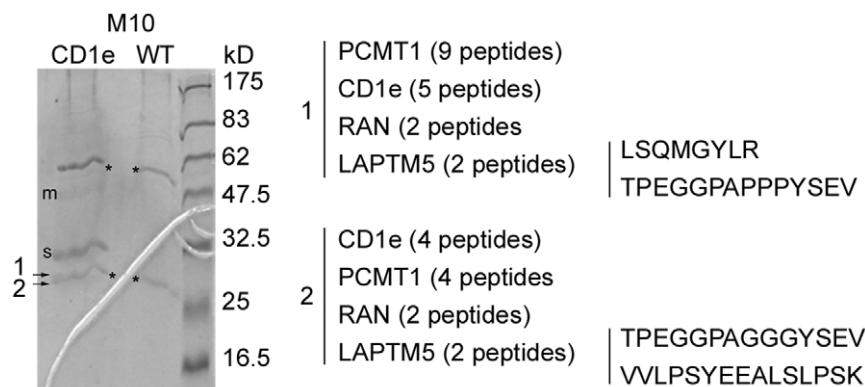 M10
CD1e WT kD
175
83
62
47.5
32.5
25
16.5
* *
m
s
* *
1
2
1
PCMT1 (9 peptides)
CD1e (5 peptides)
RAN (2 peptides
LAPTM5 (2 peptides)
LSQMGYLR
TPEGGPAPPPYSEV
2
CD1e (4 peptides)
PCMT1 (4 peptides
RAN (2 peptides)
LAPTM5 (2 peptides)
TPEGGPAGGGYSEV
VVLPSYEEALSLPSK